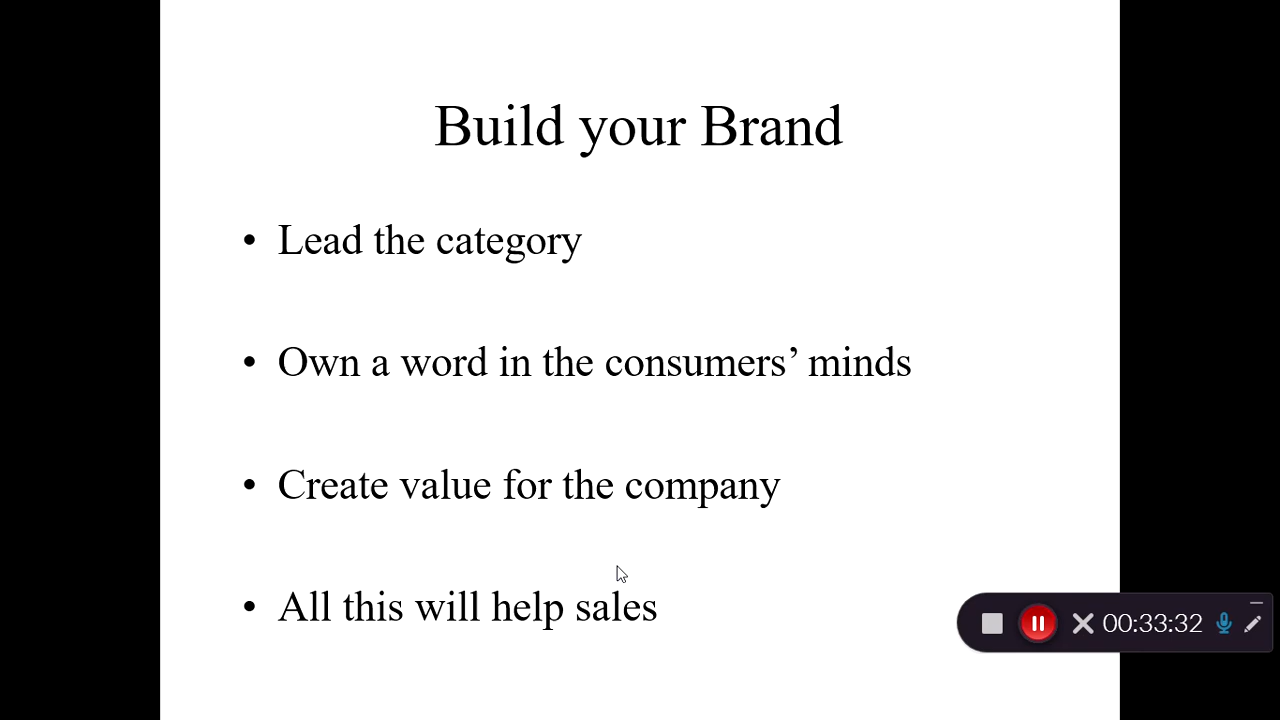 Build your Brand
• Lead the category
• Own a word in the consumers’ minds
• Create value for the company
• All this will help sales
00:33:32